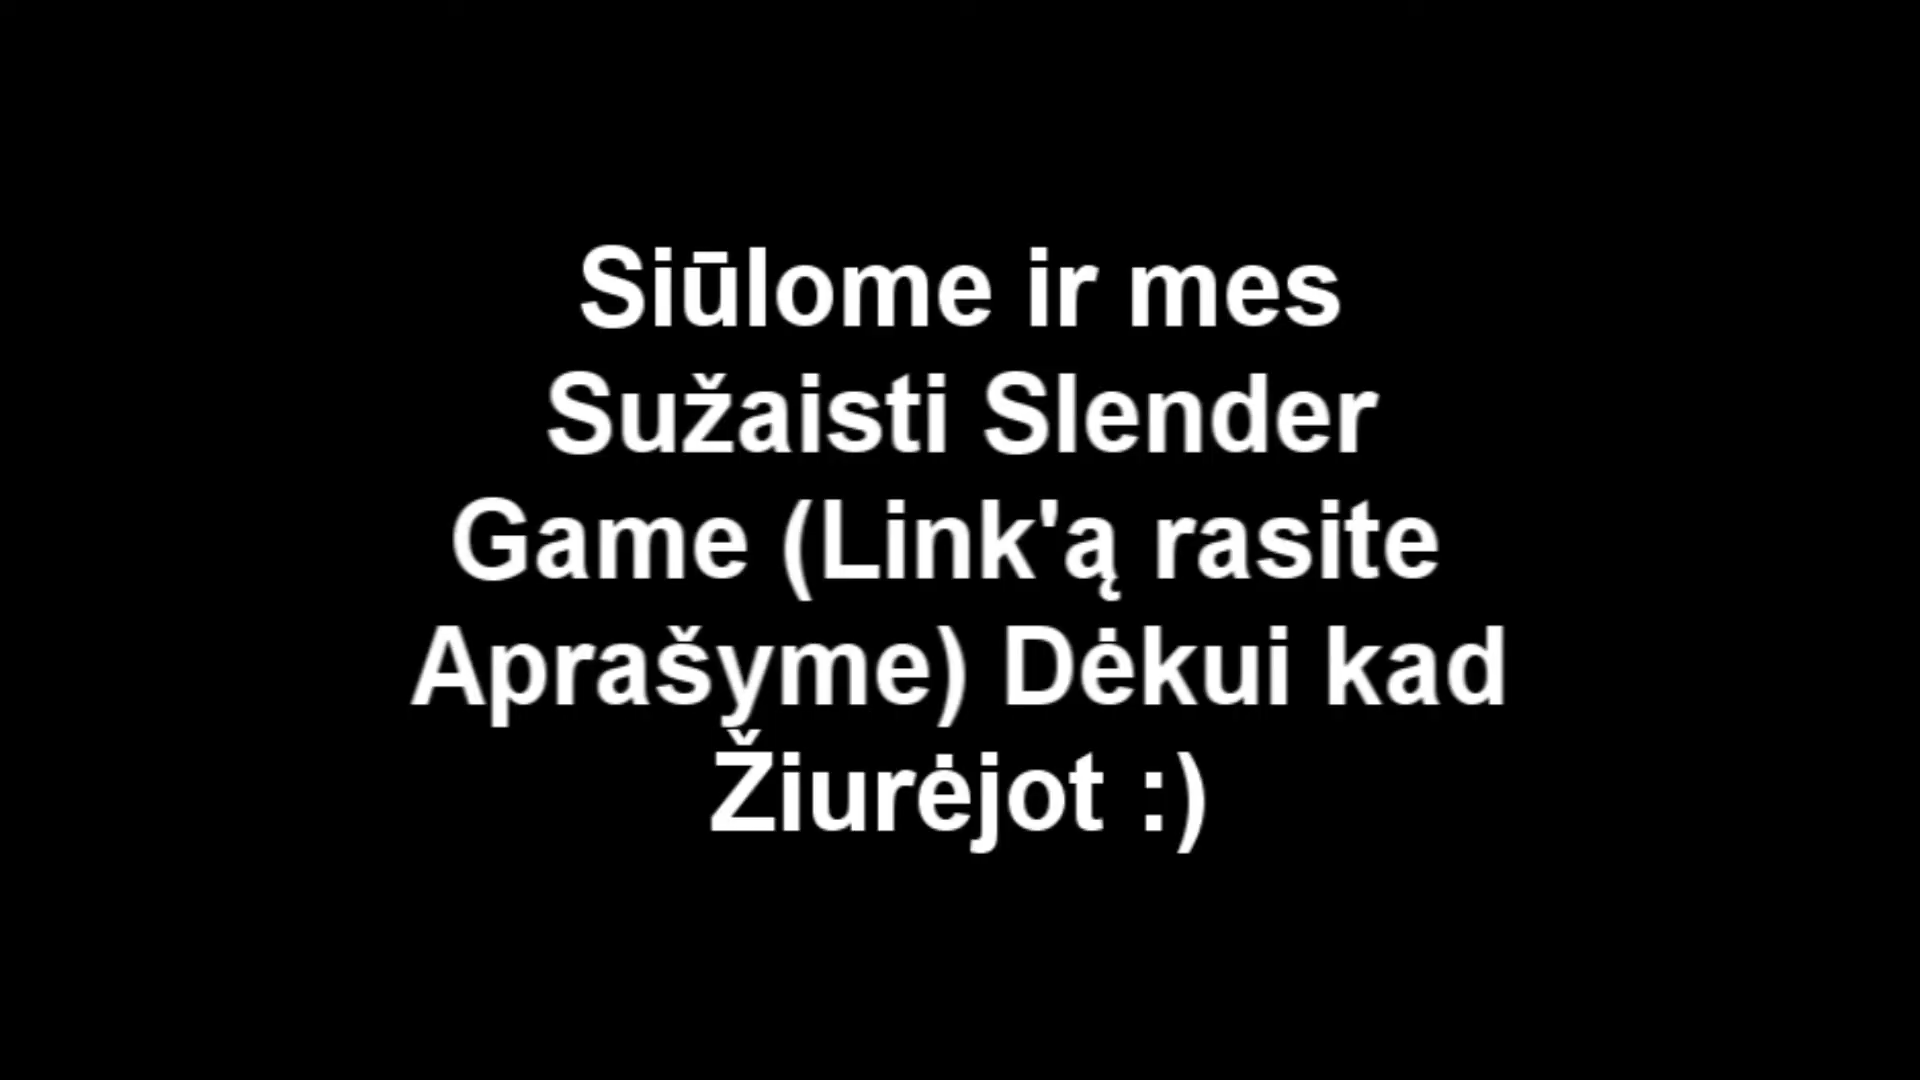 Siūlome ir mes
Sužaisti Slender
Game (Link'ą rasite
Aprašyme) Dėkui kad
Žiurėjot :)